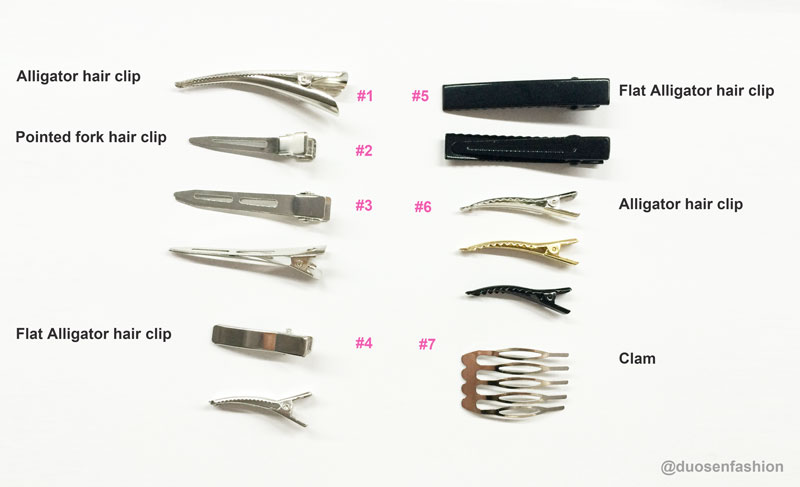 Alligator hair clip
#1
Pointed fork hair clip
#2
#3
Flat Alligator hair clip
#4
#5
Flat Alligator hair clip
#6
Alligator hair clip
#7
Clam
@duosenfashion